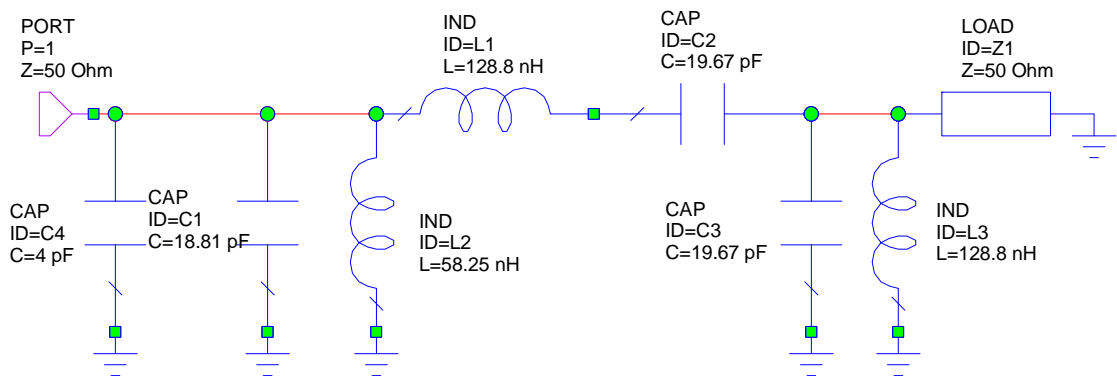 PORT
P=1
Z=50 Ohm
IND
ID=L1
L=128.8 nH
CAP
ID=C2
C=19.67 pF
LOAD
ID=Z1
Z=50 Ohm
CAP
ID=C4
C=4 pF
CAP
ID=C1
C=18.81 pF
IND
ID=L2
L=58.25 nH
CAP
ID=C3
C=19.67 pF
IND
ID=L3
L=128.8 nH